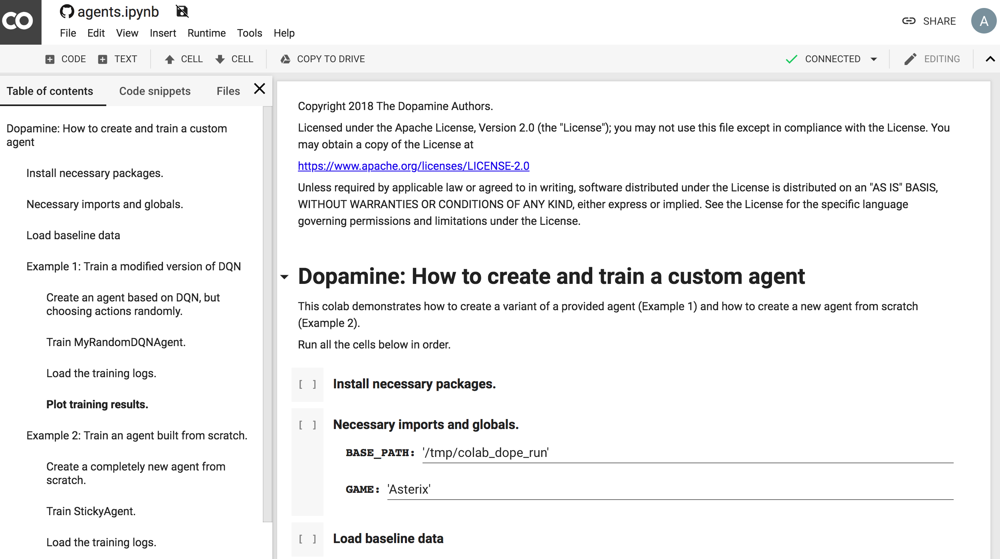 CO
agents.ipynb
File Edit View Insert Runtime Tools Help
SHARE
A
CODE TEXT CELL CELL COPY TO DRIVE CONNECTED EDITING
Table of contents Code snippets Files
Dopamine: How to create and train a custom
agent
Install necessary packages.
Necessary imports and globals.
Load baseline data
Example 1: Train a modified version of DQN
Create an agent based on DQN, but
choosing actions randomly.
Train MyRandomDQNAgent.
Load the training logs.
Plot training results.
Example 2: Train an agent built from scratch.
Create a completely new agent from
scratch.
Train StickyAgent.
Load the training logs.
Copyright 2018 The Dopamine Authors.
Licensed under the Apache License, Version 2.0 (the "License"); you may not use this file except in compliance with the License. You
may obtain a copy of the License at
https://www.apache.org/licenses/LICENSE-2.0
Unless required by applicable law or agreed to in writing, software distributed under the License is distributed on an "AS IS" BASIS,
WITHOUT WARRANTIES OR CONDITIONS OF ANY KIND, either express or implied. See the License for the specific language
governing permissions and limitations under the License.
Dopamine: How to create and train a custom agent
This colab demonstrates how to create a variant of a provided agent (Example 1) and how to create a new agent from scratch
(Example 2).
Run all the cells below in order.
[ ] Install necessary packages.
[ ] Necessary imports and globals.
BASE_PATH: '/tmp/colab_dope_run'
GAME: 'Asterix'
[ ] Load baseline data